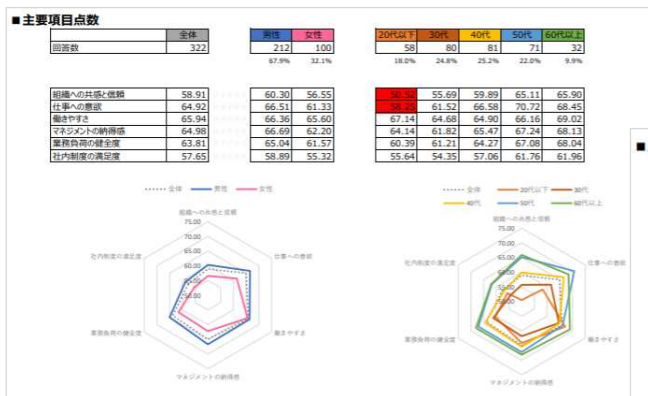 ■主要項目点数
全体 男性 女性 20代以下 30代 40代 50代 60代以上
回答数 322 212 100 58 80 81 71 32
67.9% 32.1% 18.0% 24.8% 25.2% 22.0% 9.9%
組織への共感と信頼 58.91 60.30 56.55 50.52 55.69 59.89 65.11 65.90
仕事への意欲 64.92 66.51 61.33 58.25 61.52 66.58 70.72 68.45
働きやすさ 65.94 66.36 65.60 67.14 64.68 64.90 66.16 69.02
マネジメントの納得感 64.98 66.69 62.20 64.14 61.82 65.47 67.24 68.13
業務負荷の健全度 63.81 65.04 61.57 60.39 61.21 64.27 67.08 68.04
社内制度の満足度 57.65 58.89 55.32 55.64 54.35 57.06 61.76 61.96
全体 男性 女性
組織への共感と信頼
75.00
70.00
65.00
60.00
55.00
50.00
仕事への意欲
働きやすさ
マネジメントの納得感
業務負荷の健全度
社内制度の満足度
全体 20代以下 30代
40代 50代 60代以上
組織への共感と信頼
75.00
70.00
65.00
60.00
55.00
50.00
仕事への意欲
働きやすさ
マネジメントの納得感
業務負荷の健全度
社内制度の満足度
■